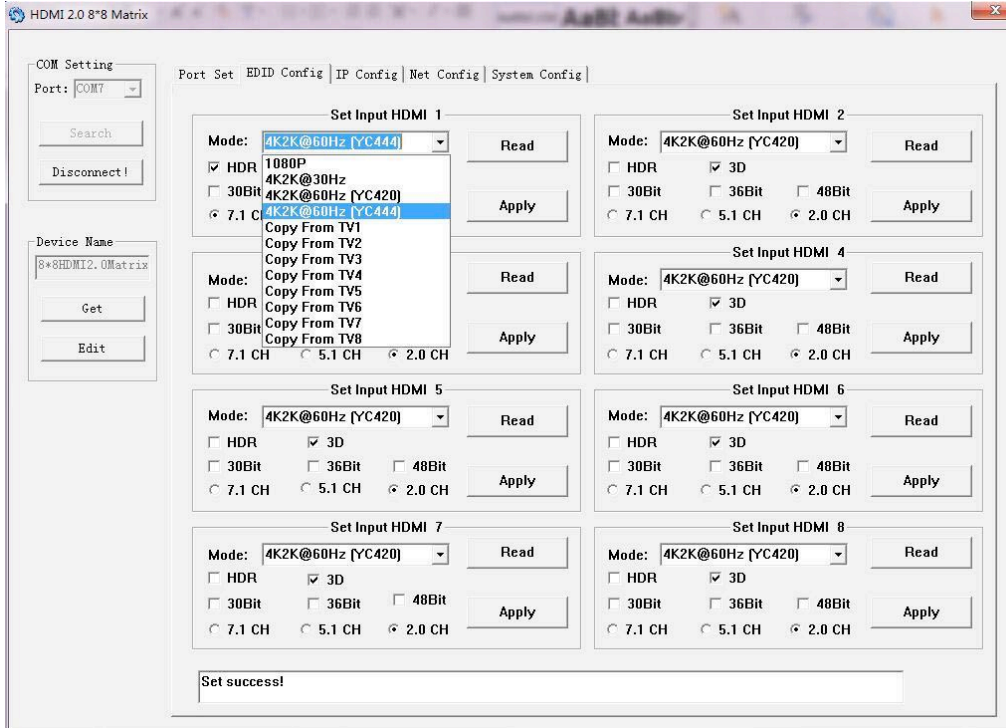 HDMI 2.0 8*8 Matrix
COM Setting
Port: COM7
Search
Disconnect!
Device Name
8*8HDMI2.0Matrix
Get
Edit
Port Set EDID Config IP Config Net Config System Config
Set Input HDMI 1
Mode: 4K2K@60Hz (YC444) Read
HDR
30Bit
7.1 C
Apply
1080P
4K2K@30Hz
4K2K@60Hz (YC420)
4K2K@60Hz (YC444)
Copy From TV1
Copy From TV2
Copy From TV3
Copy From TV4
Copy From TV5
Copy From TV6
Copy From TV7
Copy From TV8
Set Input HDMI 2
Mode: 4K2K@60Hz (YC420) Read
HDR 3D
30Bit 36Bit 48Bit
7.1 CH 5.1 CH 2.0 CH
Apply
Mode: Read
HDR
30Bit
7.1 CH 5.1 CH 2.0 CH
Apply
Set Input HDMI 4
Mode: 4K2K@60Hz (YC420) Read
HDR 3D
30Bit 36Bit 48Bit
7.1 CH 5.1 CH 2.0 CH
Apply
Set Input HDMI 5
Mode: 4K2K@60Hz (YC420) Read
HDR 3D
30Bit 36Bit 48Bit
7.1 CH 5.1 CH 2.0 CH
Apply
Set Input HDMI 6
Mode: 4K2K@60Hz (YC420) Read
HDR 3D
30Bit 36Bit 48Bit
7.1 CH 5.1 CH 2.0 CH
Apply
Set Input HDMI 7
Mode: 4K2K@60Hz (YC420) Read
HDR 3D
30Bit 36Bit 48Bit
7.1 CH 5.1 CH 2.0 CH
Apply
Set Input HDMI 8
Mode: 4K2K@60Hz (YC420) Read
HDR 3D
30Bit 36Bit 48Bit
7.1 CH 5.1 CH 2.0 CH
Apply
Set success!